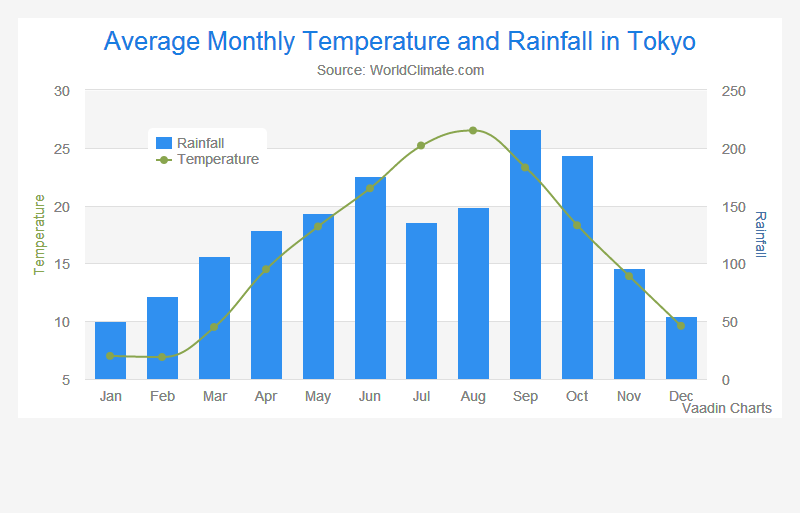 Average Monthly Temperature and Rainfall in Tokyo
Source: WorldClimate.com
Temperature
30
25
20
15
10
5
Rainfall
Temperature
250
200
150
100
50
0
Rainfall
Jan Feb Mar Apr May Jun Jul Aug Sep Oct Nov Dec
Vaadin Charts